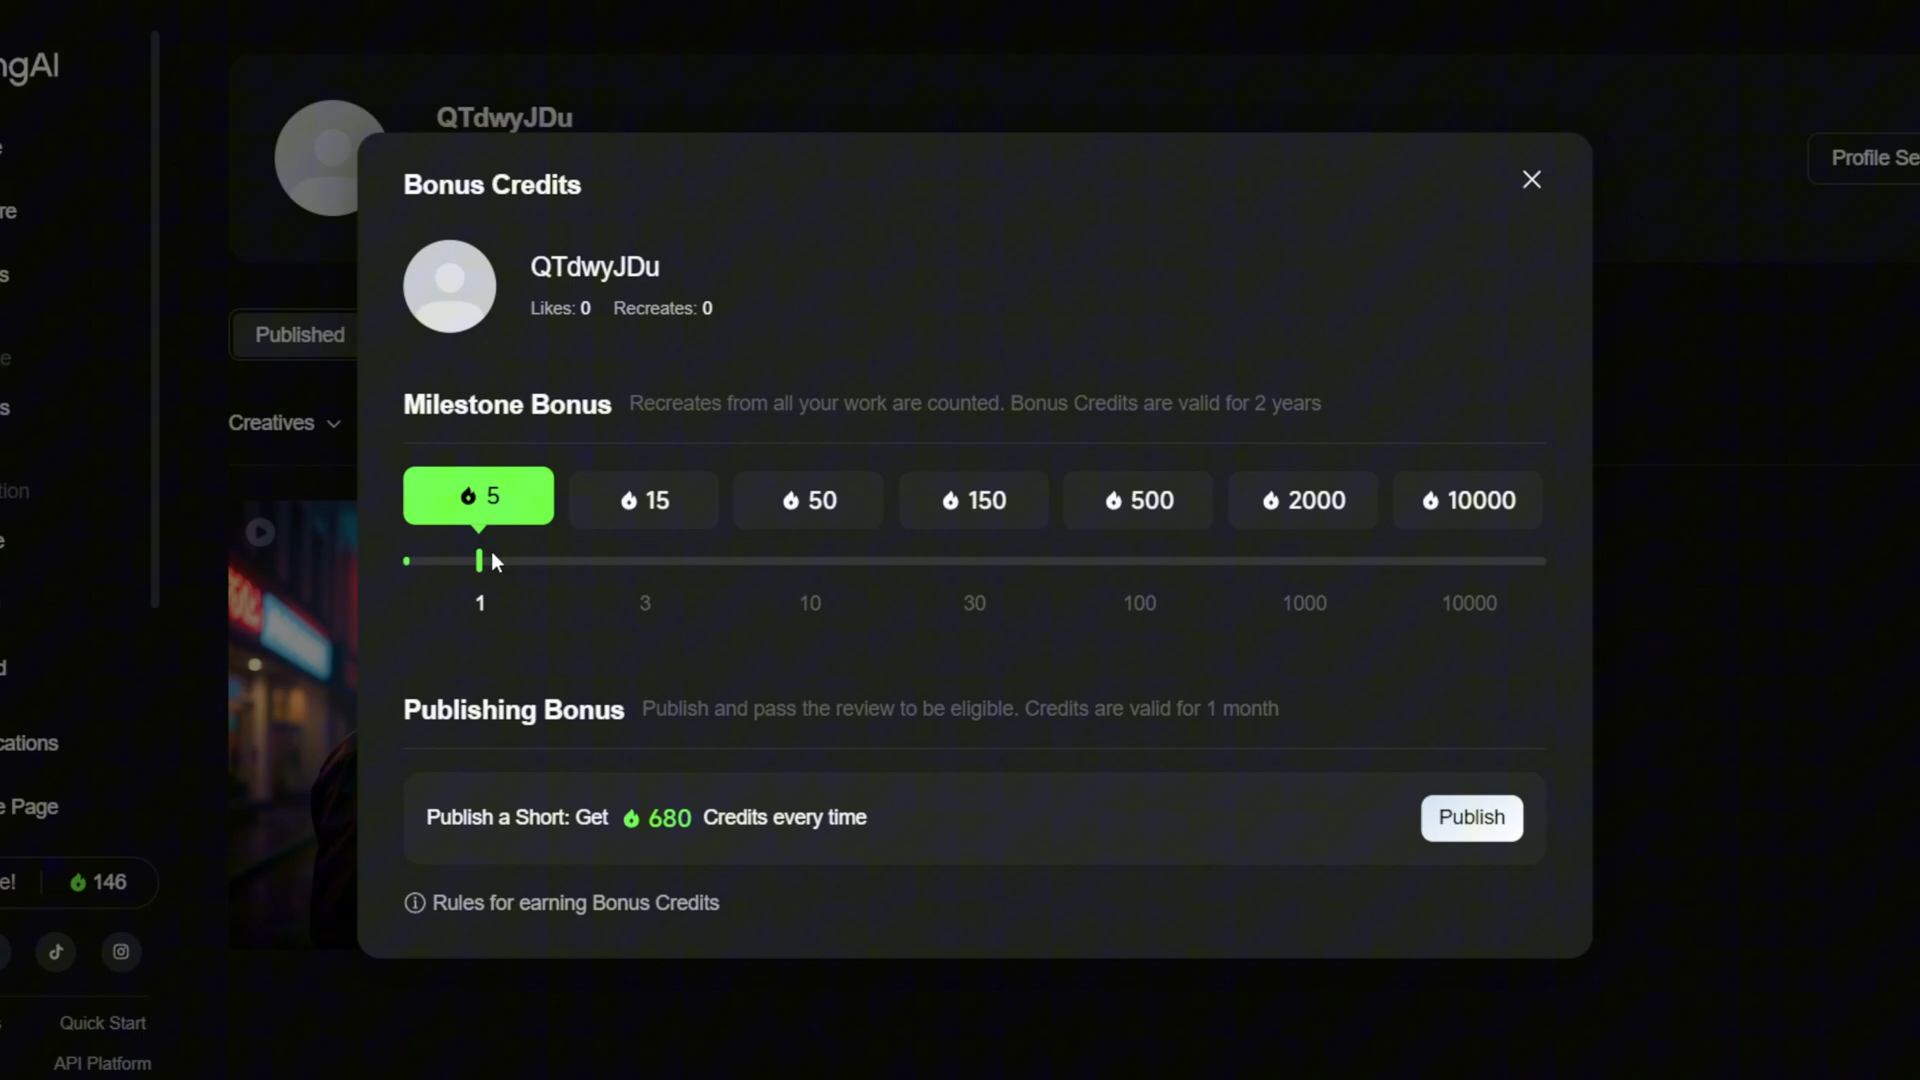 ngAI
QTdwyJDu
Profile Se
Bonus Credits
QTdwyJDu
Likes: 0 Recreates: 0
Published
Milestone Bonus Recreates from all your work are counted. Bonus Credits are valid for 2 years
Creatives
5 15 50 150 500 2000 10000
1 3 10 30 100 1000 10000
Publishing Bonus Publish and pass the review to be eligible. Credits are valid for 1 month
Publish a Short: Get 680 Credits every time
Publish
Rules for earning Bonus Credits
re
s
s
tion
e
d
cations
e Page
e! 146
Quick Start
API Platform